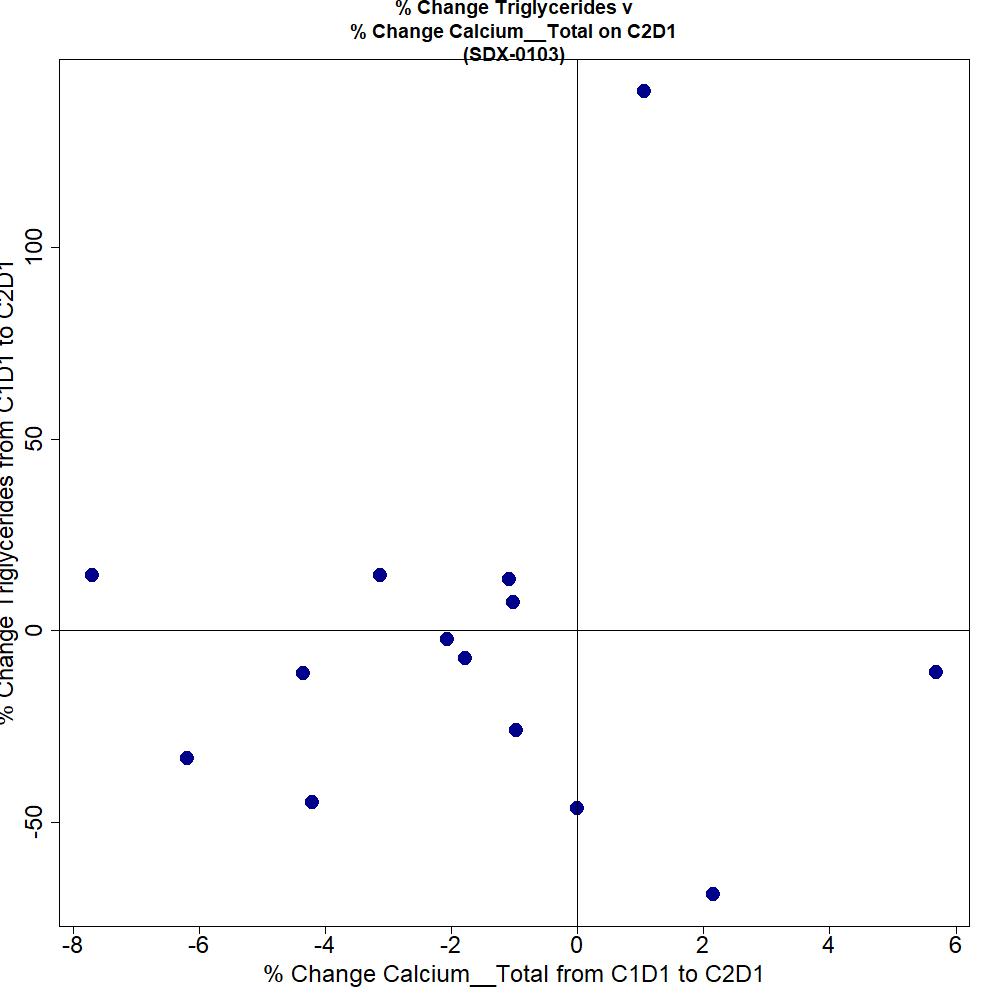 % Change Triglycerides v
% Change Calcium__Total on C2D1
(SDX-0103)
% Change Triglycerides from C1D1 to C2D1
100
50
0
-50
-8 -6 -4 -2 0 2 4 6
% Change Calcium__Total from C1D1 to C2D1